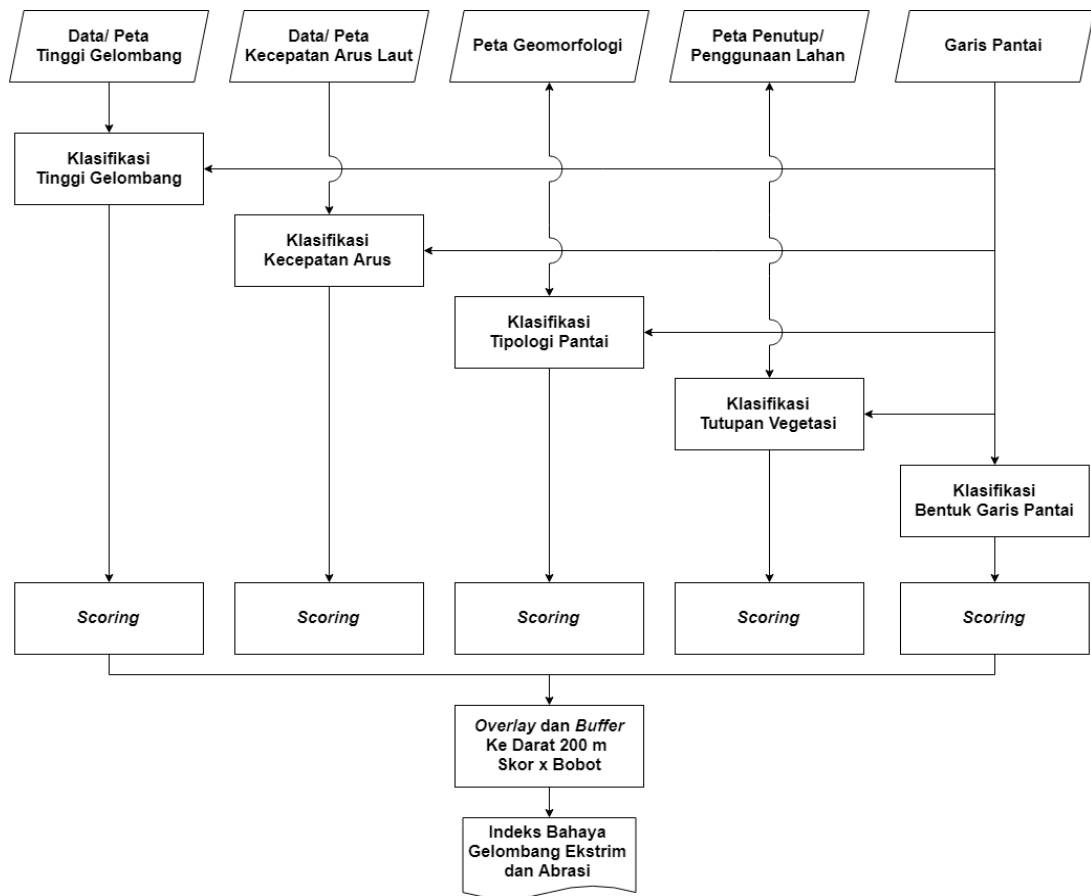 Data/ Peta
Tinggi Gelombang
Data/ Peta
Kecepatan Arus Laut
Peta Geomorfologi
Peta Penutup/
Penggunaan Lahan
Garis Pantai
Klasifikasi
Tinggi Gelombang
Klasifikasi
Kecepatan Arus
Klasifikasi
Tipologi Pantai
Klasifikasi
Tutupan Vegetasi
Klasifikasi
Bentuk Garis Pantai
Scoring
Scoring
Scoring
Scoring
Scoring
Overlay dan Buffer
Ke Darat 200 m
Skor x Bobot
Indeks Bahaya
Gelombang Ekstrim
dan Abrasi